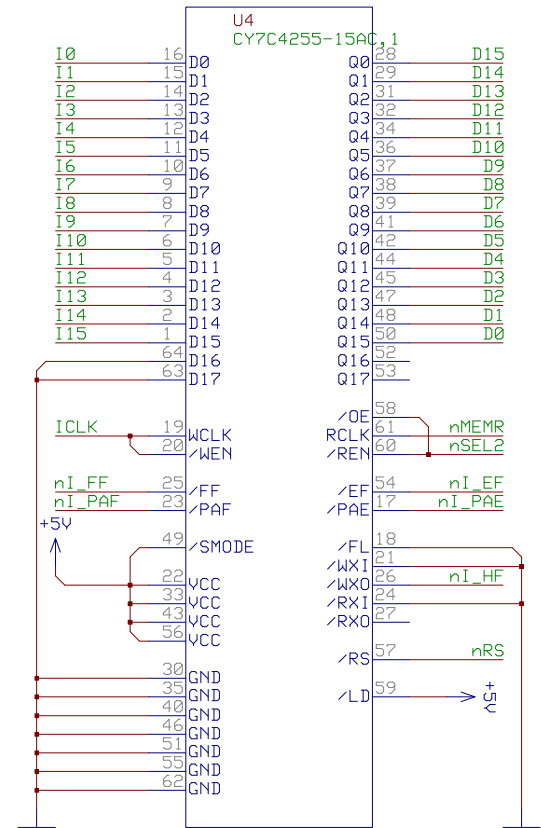 U4
CY7C4255-15AC,1
I0 16 D0 Q0 28 D15
I1 15 D1 Q1 29 D14
I2 14 D2 Q2 31 D13
I3 13 D3 Q3 32 D12
I4 12 D4 Q4 34 D11
I5 11 D5 Q5 36 D10
I6 10 D6 Q6 37 D9
I7 9 D7 Q7 38 D8
I8 8 D8 Q8 39 D7
I9 7 D9 Q9 41 D6
I10 6 D10 Q10 42 D5
I11 5 D11 Q11 44 D4
I12 4 D12 Q12 45 D3
I13 3 D13 Q13 47 D2
I14 2 D14 Q14 48 D1
I15 1 D15 Q15 50 D0
64 D16 Q16 52
63 D17 Q17 53
/OE 58
ICLK 19 WCLK RCLK 61 nMEMR
20 /WEN /REN 60 nSEL2
nI_FF 25 /FF /EF 54 nI_EF
nI_PAF 23 /PAF /PAE 17 nI_PAE
+5V
49 /SMODE /FL 18
/WXI 21
22 VCC /WXO 26 nI_HF
33 VCC /RXI 24
43 VCC /RXO 27
56 VCC
/RS 57 nRS
30 GND
35 GND /LD 59 +5V
40 GND
46 GND
51 GND
55 GND
62 GND